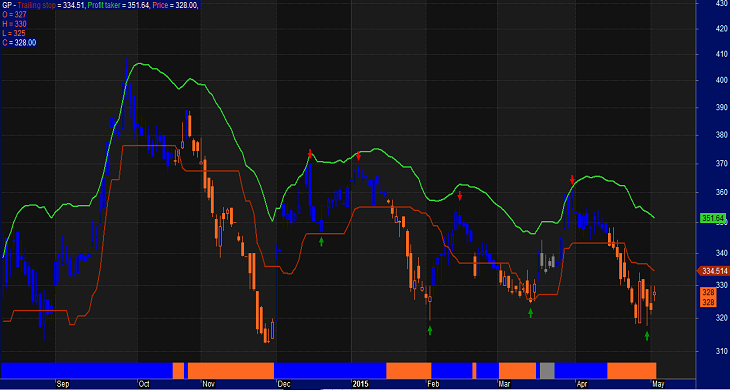 GP - Trailing stop = 334.51, Profit taker = 351.64, Price = 328.00,
O = 327
H = 330
L = 325
C = 328.00
430
420
410
400
390
380
370
360
350
351.64
340
334.514
330
328
328
320
310
Sep Oct Nov Dec 2015 Feb Mar Apr May